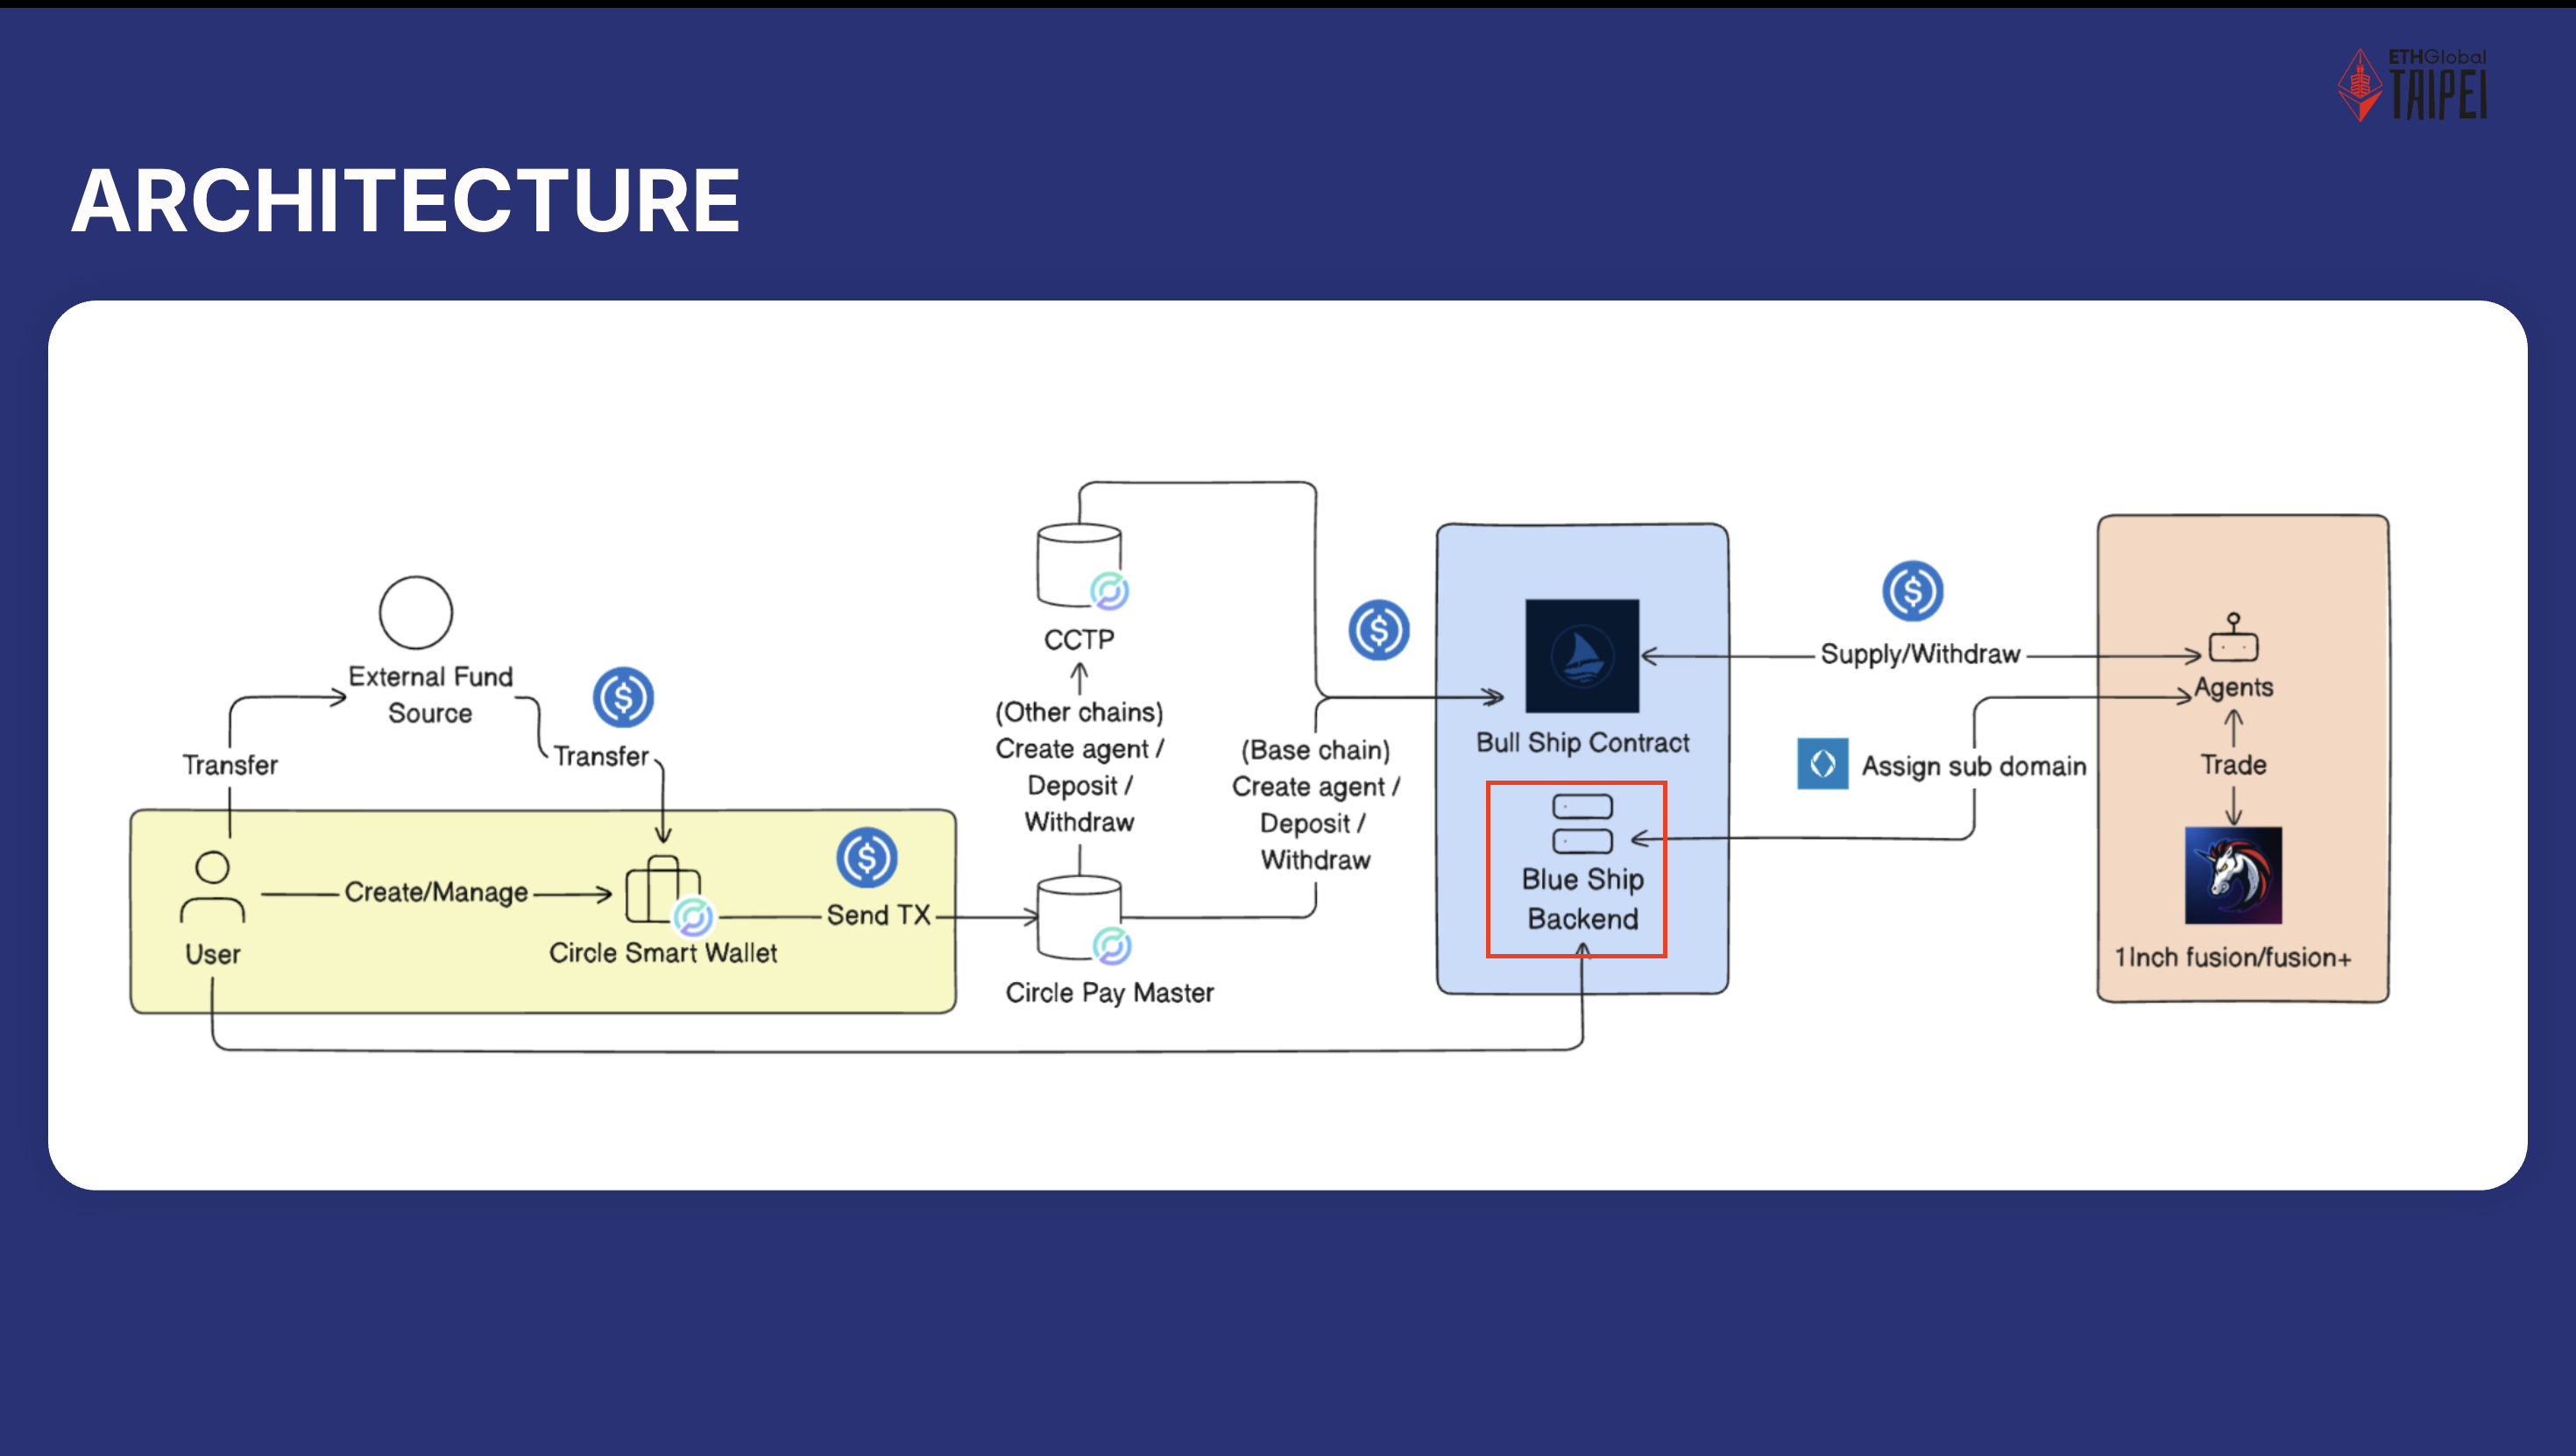 ETHGlobal
TAIPEI
ARCHITECTURE
External Fund
Source
Transfer
Transfer
User
Create/Manage
Circle Smart Wallet
Send TX
CCTP
(Other chains)
Create agent /
Deposit /
Withdraw
Circle Pay Master
(Base chain)
Create agent /
Deposit /
Withdraw
Bull Ship Contract
Blue Ship
Backend
Supply/Withdraw
Assign sub domain
Agents
Trade
1Inch fusion/fusion+